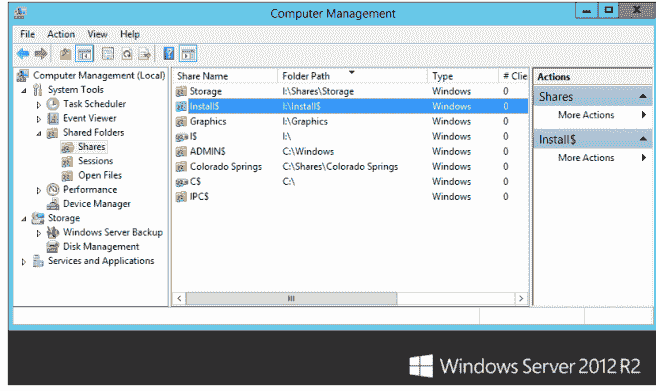 Computer Management
File Action View Help
Computer Management (Local)
System Tools
Task Scheduler
Event Viewer
Shared Folders
Shares
Sessions
Open Files
Performance
Device Manager
Storage
Windows Server Backup
Disk Management
Services and Applications
Share Name Folder Path Type # Clie
Storage I:\Shares\Storage Windows 0
Install$ I:\Install$ Windows 0
Graphics I:\Graphics Windows 0
I$ I:\ Windows 0
ADMIN$ C:\Windows Windows 0
Colorado Springs C:\Shares\Colorado Springs Windows 0
C$ C:\ Windows 0
IPC$ Windows 0
Actions
Shares
More Actions
Install$
More Actions
Windows Server 2012 R2